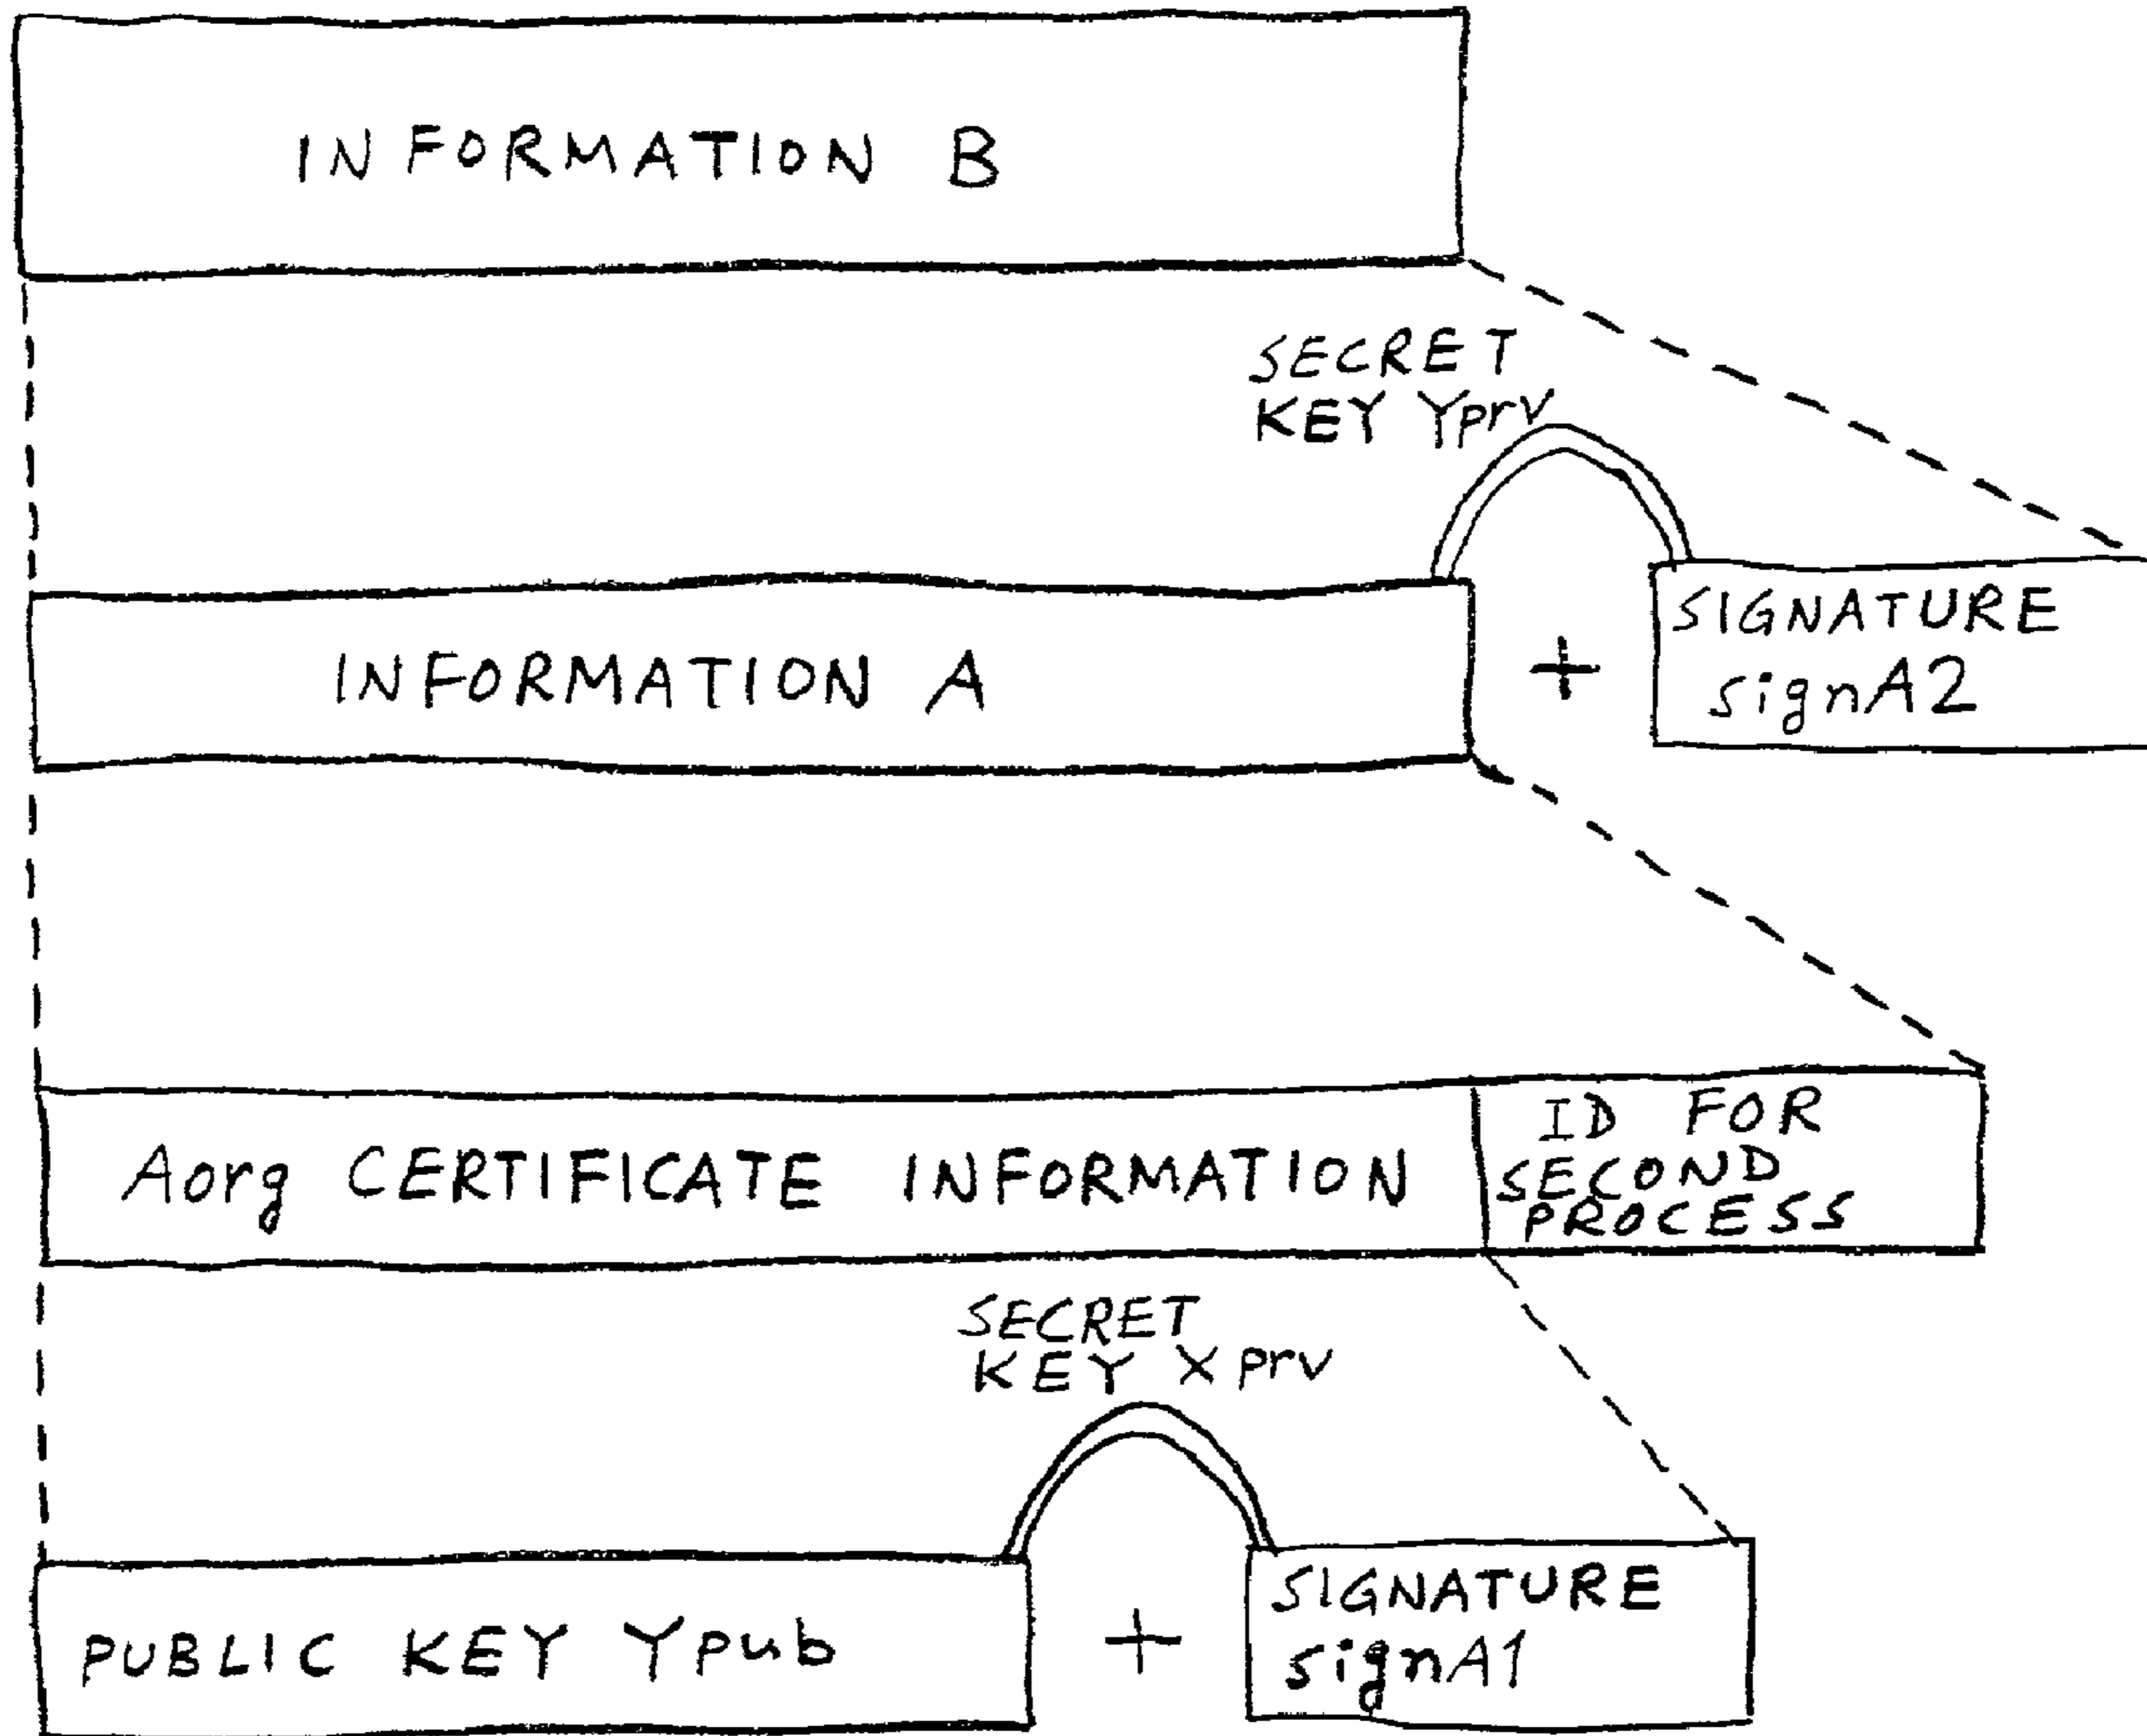 INFORMATION B
SECRET
KEY Yprv
INFORMATION A
+
SIGNATURE
signA2
Aorg CERTIFICATE INFORMATION
ID FOR
SECOND
PROCESS
SECRET
KEY Xprv
PUBLIC KEY Ypub
+
SIGNATURE
signA1